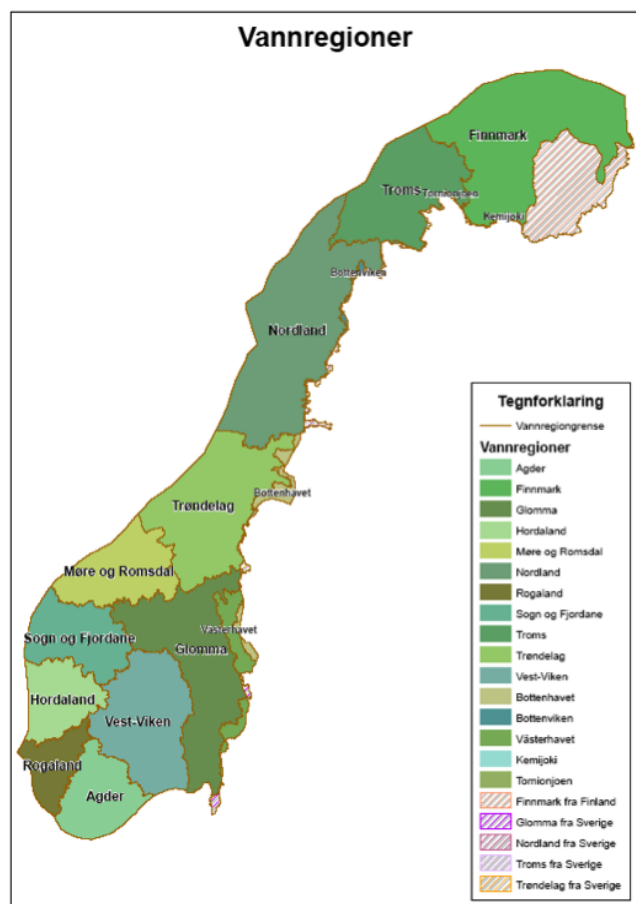 Vannregioner
Finnmark
Troms
Tornionjoen
Kemijoki
Bottenviken
Nordland
Bottenhavet
Trøndelag
Møre og Romsdal
Västerhavet
Sogn og Fjordane
Glomma
Hordaland
Vest-Viken
Rogaland
Agder
Tegnforklaring
Vannregiongrense
Vannregioner
Agder
Finnmark
Glomma
Hordaland
Møre og Romsdal
Nordland
Rogaland
Sogn og Fjordane
Troms
Trøndelag
Vest-Viken
Bottenhavet
Bottenviken
Västerhavet
Kemijoki
Tornionjoen
Finnmark fra Finland
Glomma fra Sverige
Nordland fra Sverige
Troms fra Sverige
Trøndelag fra Sverige